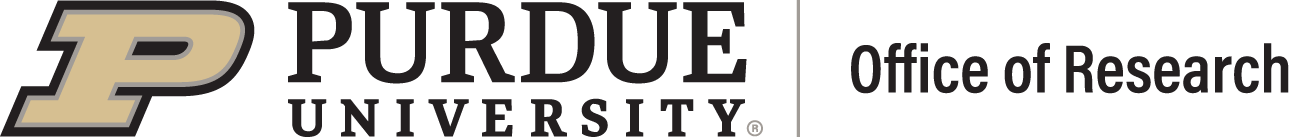 P
PURDUE
UNIVERSITY®
Office of Research